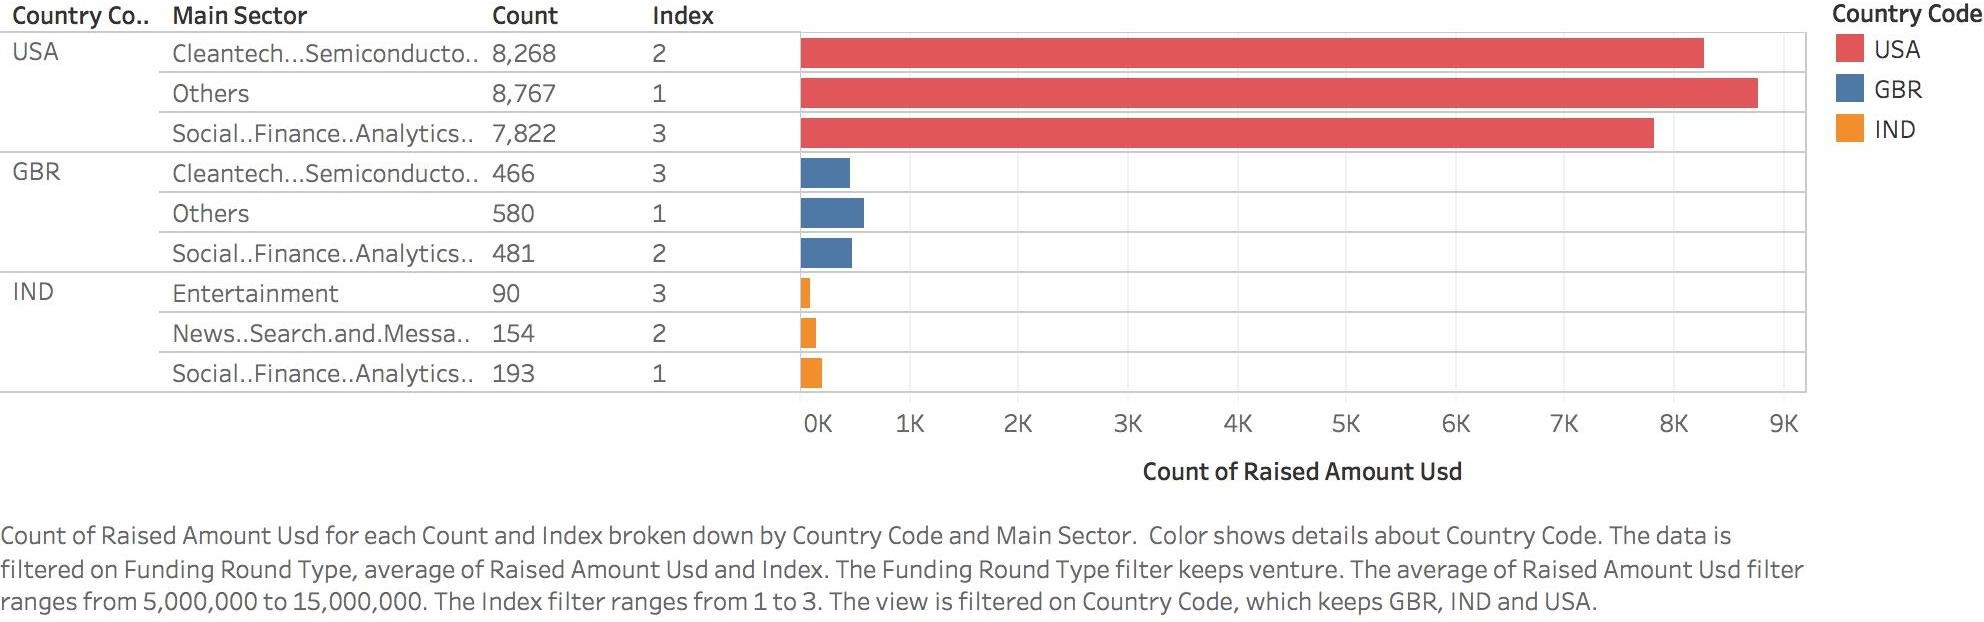 Country Co.. Main Sector Count Index
USA Cleantech...Semiconducto.. 8,268 2
Others 8,767 1
Social..Finance..Analytics.. 7,822 3
GBR Cleantech...Semiconducto.. 466 3
Others 580 1
Social..Finance..Analytics.. 481 2
IND Entertainment 90 3
News..Search.and.Messa.. 154 2
Social..Finance..Analytics.. 193 1
0K 1K 2K 3K 4K 5K 6K 7K 8K 9K
Count of Raised Amount Usd
Country Code
USA
GBR
IND
Count of Raised Amount Usd for each Count and Index broken down by Country Code and Main Sector.  Color shows details about Country Code. The data is
filtered on Funding Round Type, average of Raised Amount Usd and Index. The Funding Round Type filter keeps venture. The average of Raised Amount Usd filter
ranges from 5,000,000 to 15,000,000. The Index filter ranges from 1 to 3. The view is filtered on Country Code, which keeps GBR, IND and USA.